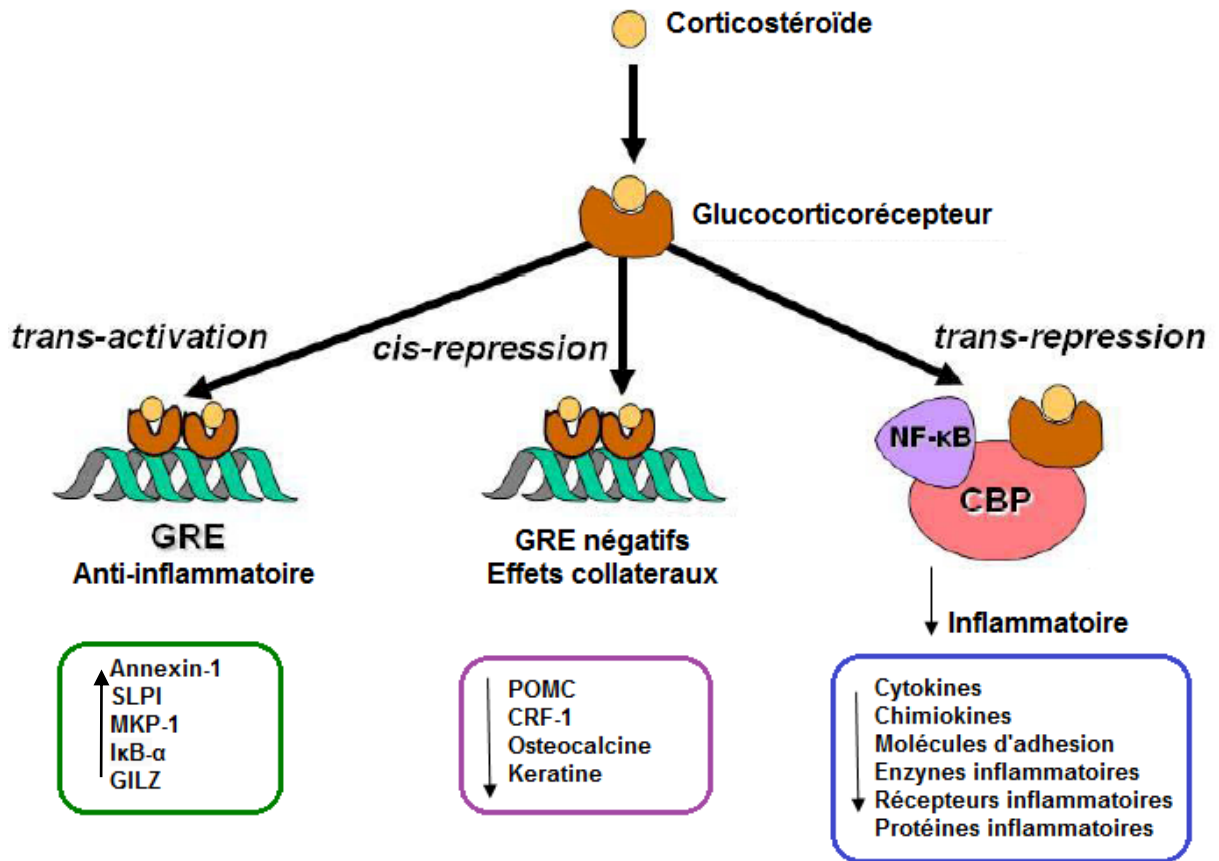 Corticostéroïde
Glucocorticorécepteur
trans-activation
cis-repression
trans-repression
NF-κB
CBP
GRE
Anti-inflammatoire
GRE négatifs
Effets collateraux
Inflammatoire
Annexin-1
SLPI
MKP-1
IκB-α
GILZ
POMC
CRF-1
Osteocalcine
Keratine
Cytokines
Chimiokines
Molécules d'adhesion
Enzynes inflammatoires
Récepteurs inflammatoires
Protéines inflammatoires